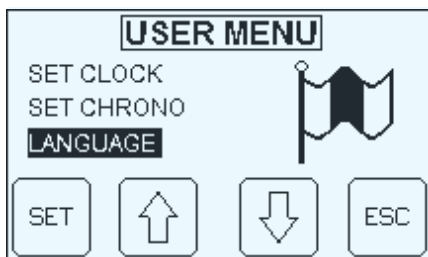 USER MENU
SET CLOCK
SET CHRONO
LANGUAGE
SET
ESC